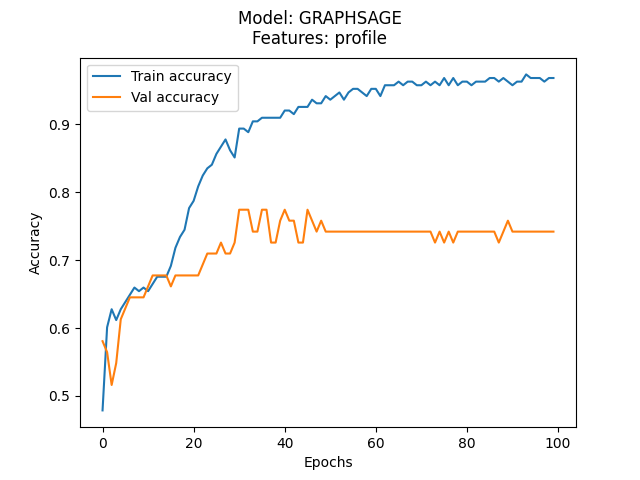 Model: GRAPHSAGE
Features: profile
Train accuracy
Val accuracy
Accuracy
0.9
0.8
0.7
0.6
0.5
0 20 40 60 80 100
Epochs